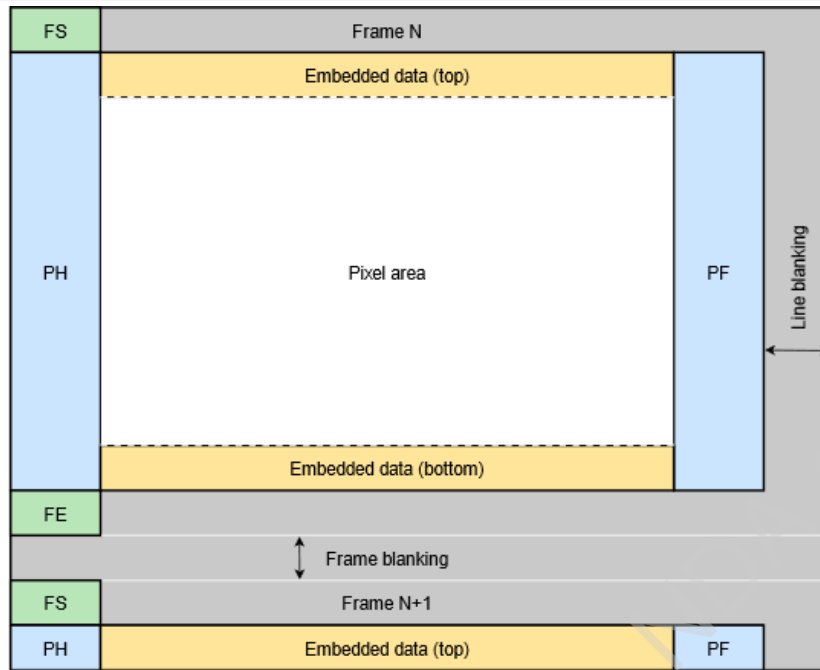 FS Frame N
Embedded data (top)
PH Pixel area PF Line blanking
Embedded data (bottom)
FE
Frame blanking
FS Frame N+1
PH Embedded data (top) PF